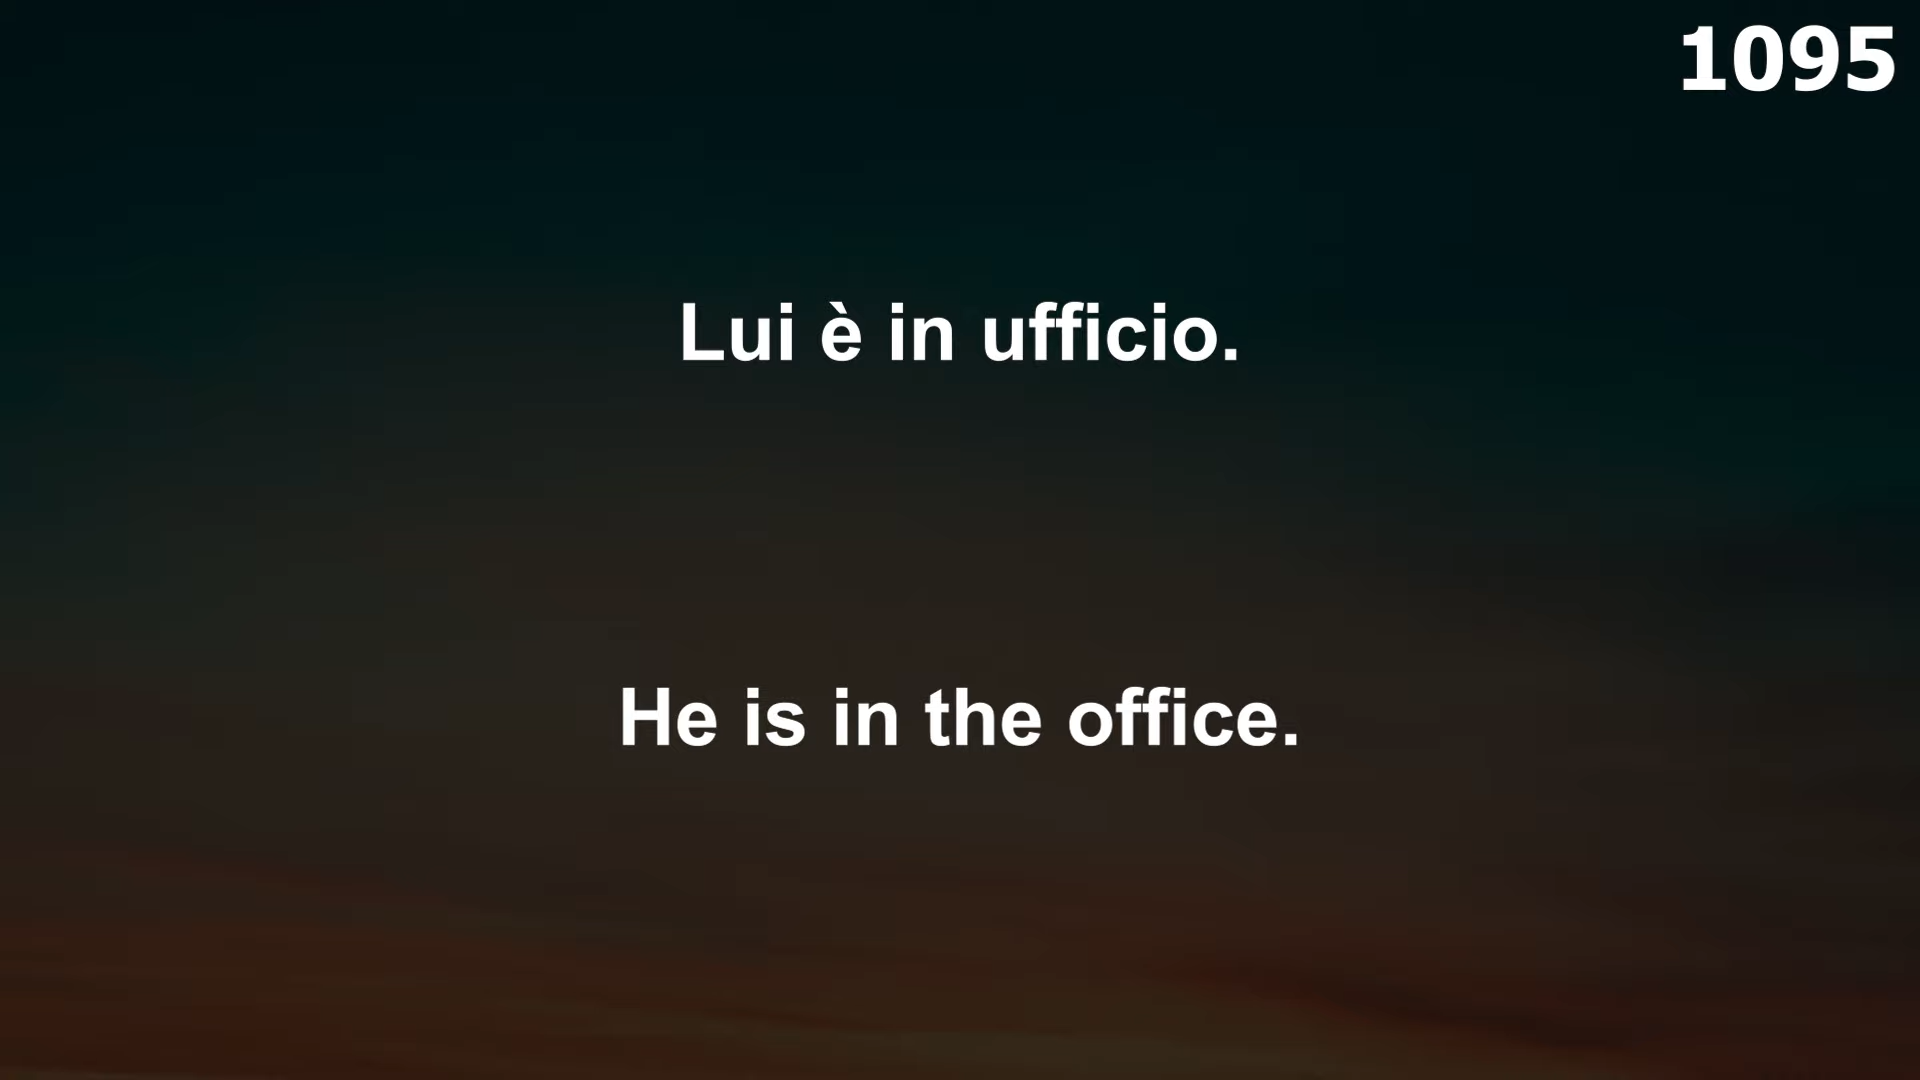 1095
Lui è in ufficio.
He is in the office.